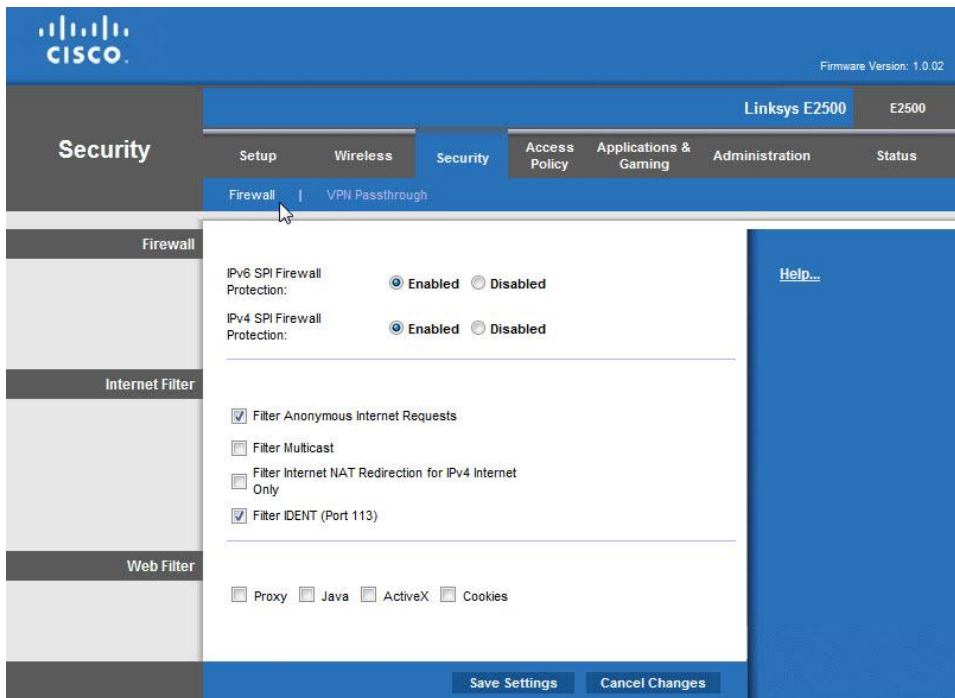 CISCO.
Firmware Version: 1.0.02
Linksys E2500
E2500
Security
Setup
Wireless
Security
Access
Policy
Applications &
Gaming
Administration
Status
Firewall | VPN Passthrough
Firewall
IPv6 SPI Firewall
Protection:
Enabled
Disabled
IPv4 SPI Firewall
Protection:
Enabled
Disabled
Help...
Internet Filter
Filter Anonymous Internet Requests
Filter Multicast
Filter Internet NAT Redirection for IPv4 Internet
Only
Filter IDENT (Port 113)
Web Filter
Proxy
Java
ActiveX
Cookies
Save Settings
Cancel Changes